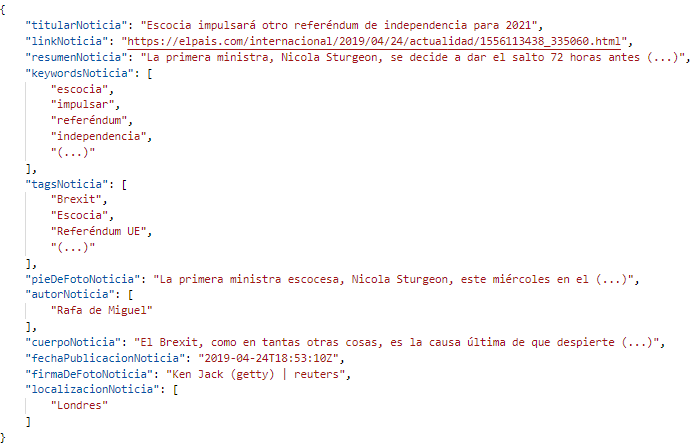 {
"titularNoticia": "Escocia impulsará otro referéndum de independencia para 2021",
"linkNoticia": "https://elpais.com/internacional/2019/04/24/actualidad/1556113438_335060.html",
"resumenNoticia": "La primera ministra, Nicola Sturgeon, se decide a dar el salto 72 horas antes (...)",
"keywordsNoticia": [
"escocia",
"impulsar",
"referéndum",
"independencia",
"(...)"
],
"tagsNoticia": [
"Brexit",
"Escocia",
"Referéndum UE",
"(...)"
],
"pieDeFotoNoticia": "La primera ministra escocesa, Nicola Sturgeon, este miércoles en el (...)",
"autorNoticia": [
"Rafa de Miguel"
],
"cuerpoNoticia": "El Brexit, como en tantas otras cosas, es la causa última de que despierte (...)",
"fechaPublicacionNoticia": "2019-04-24T18:53:10Z",
"firmaDeFotoNoticia": "Ken Jack (getty) | reuters",
"localizacionNoticia": [
"Londres"
]
}